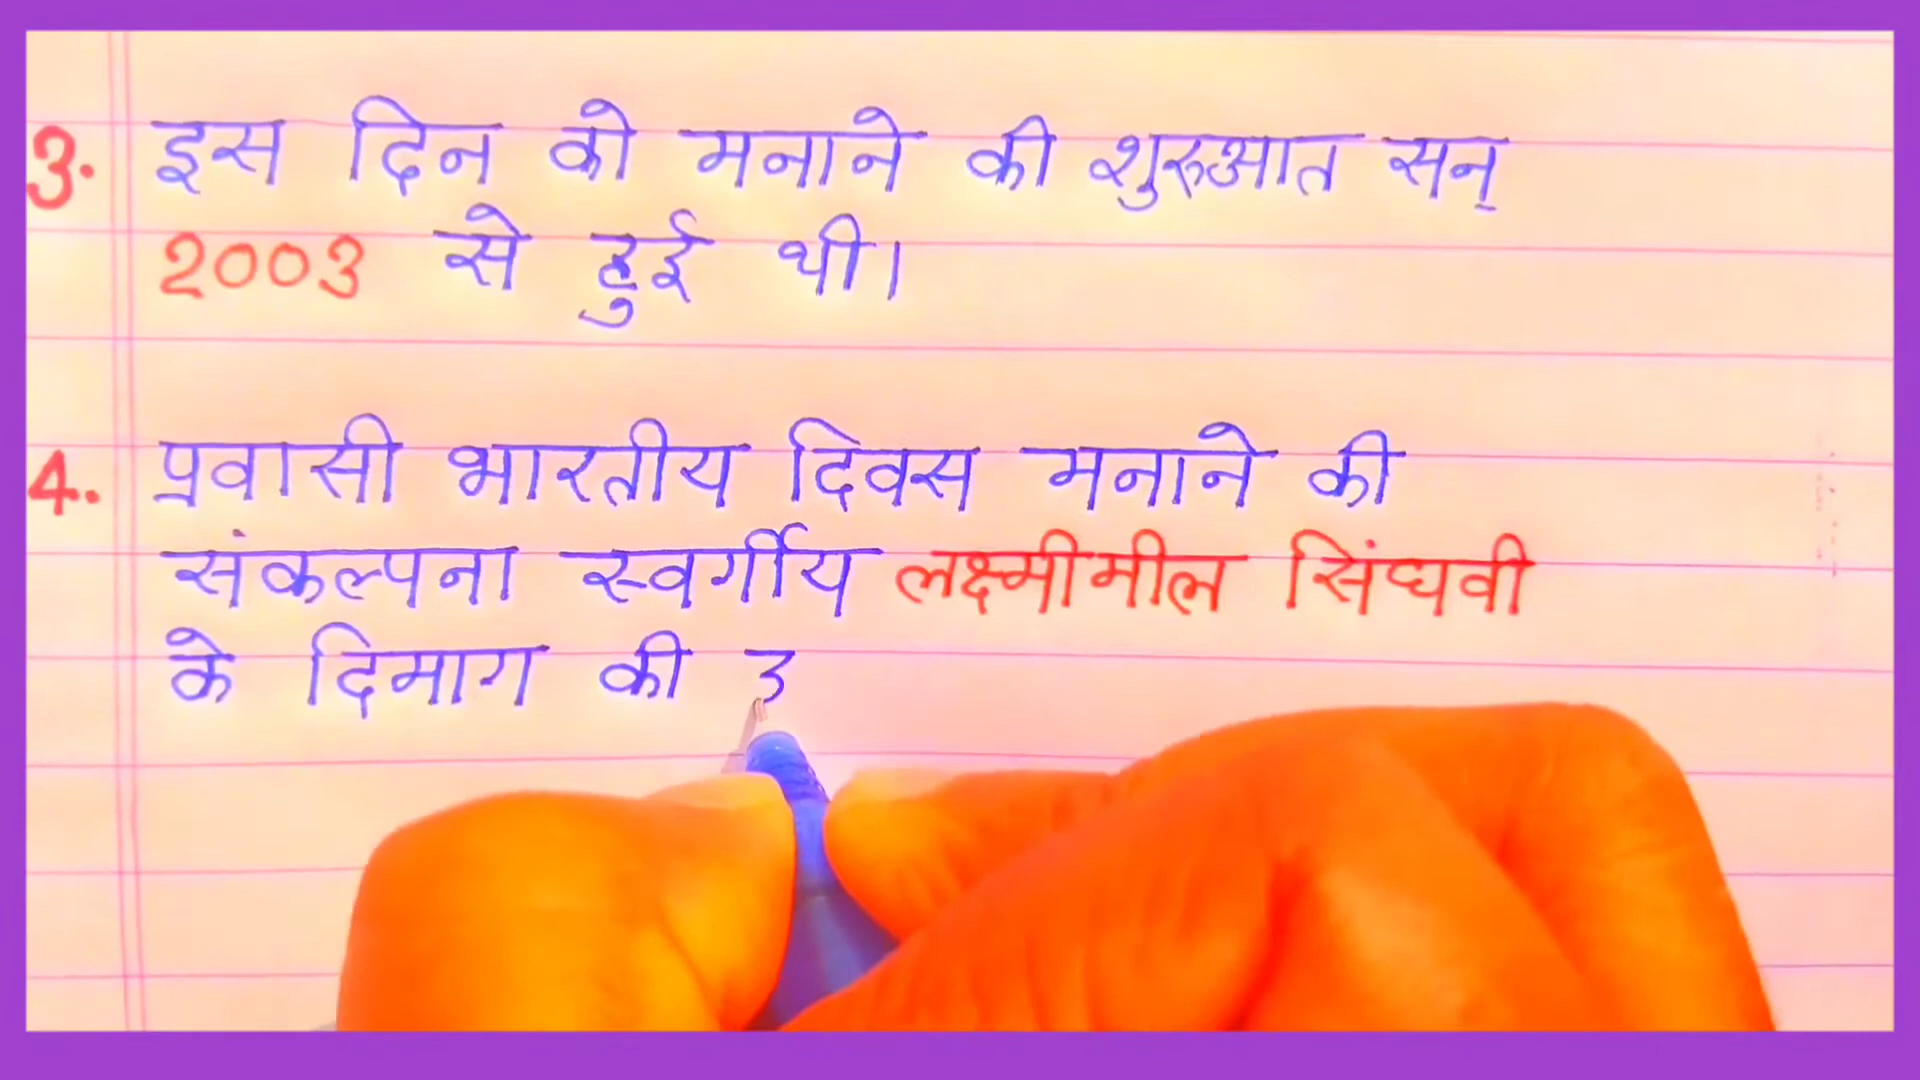 3. इस दिन को मनाने की शुरुआत सन्
2003 से हुई थी।
4. प्रवासी भारतीय दिवस मनाने की
संकल्पना स्वर्गीय लक्ष्मीमील सिंघवी
के दिमाग की उ